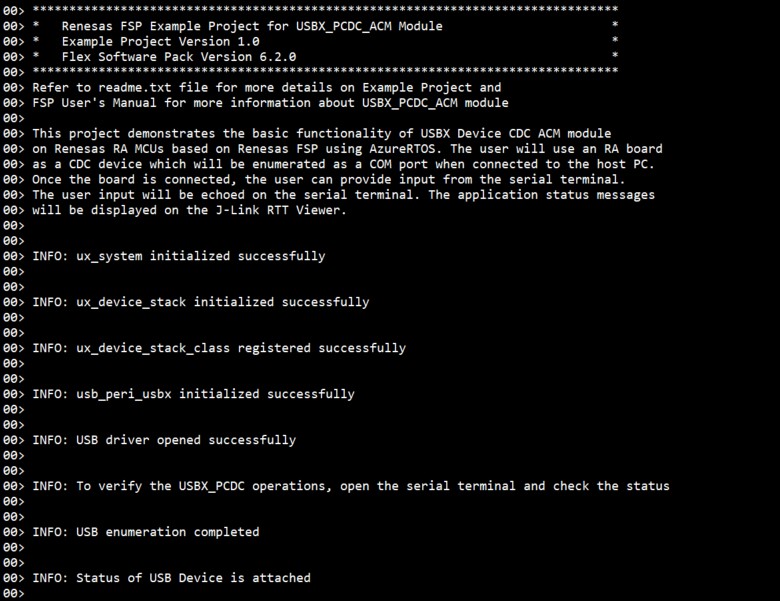 00> ********************************************************************************
00> *   Renesas FSP Example Project for USBX_PCDC_ACM Module                       *
00> *   Example Project Version 1.0                                                *
00> *   Flex Software Pack Version 6.2.0                                           *
00> ********************************************************************************
00> Refer to readme.txt file for more details on Example Project and
00> FSP User's Manual for more information about USBX_PCDC_ACM module
00>
00> This project demonstrates the basic functionality of USBX Device CDC ACM module
00> on Renesas RA MCUs based on Renesas FSP using AzureRTOS. The user will use an RA board
00> as a CDC device which will be enumerated as a COM port when connected to the host PC.
00> Once the board is connected, the user can provide input from the serial terminal.
00> The user input will be echoed on the serial terminal. The application status messages
00> will be displayed on the J-Link RTT Viewer.
00>
00>
00> INFO: ux_system initialized successfully
00>
00>
00> INFO: ux_device_stack initialized successfully
00>
00>
00> INFO: ux_device_stack_class registered successfully
00>
00>
00> INFO: usb_peri_usbx initialized successfully
00>
00>
00> INFO: USB driver opened successfully
00>
00>
00> INFO: To verify the USBX_PCDC operations, open the serial terminal and check the status
00>
00>
00> INFO: USB enumeration completed
00>
00>
00> INFO: Status of USB Device is attached
00>